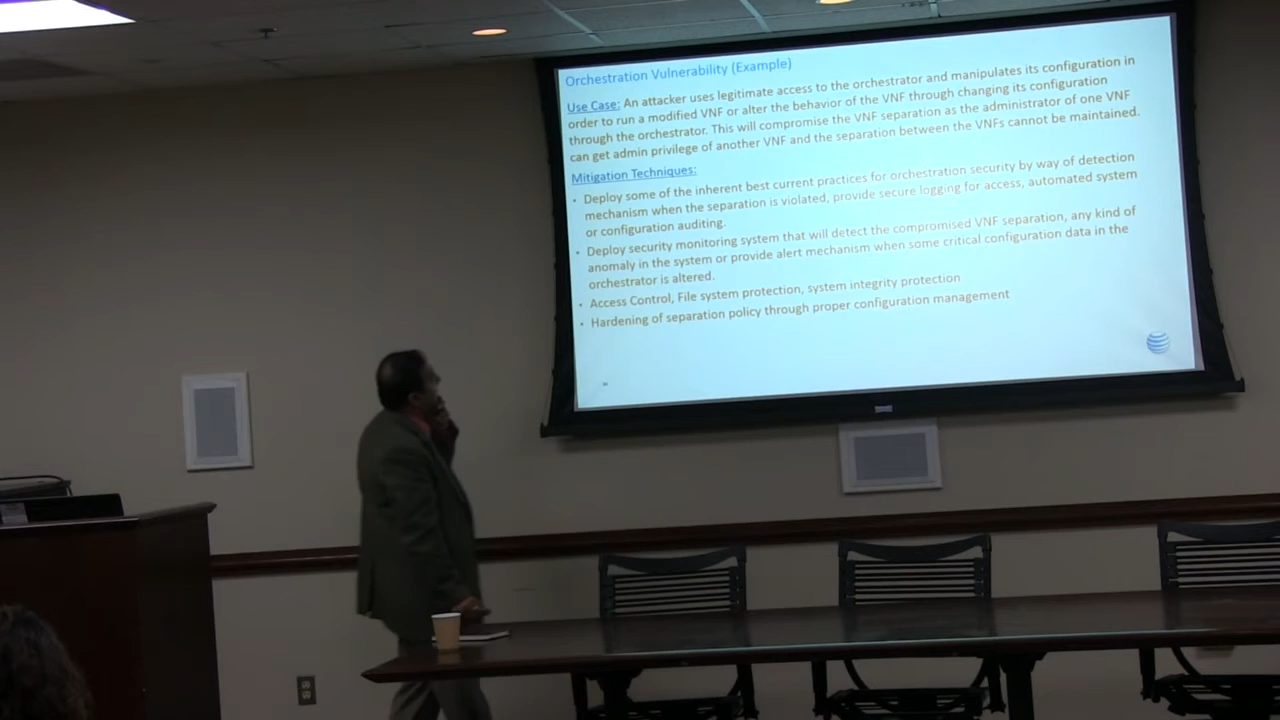 Orchestration Vulnerability (Example)
Use Case: An attacker uses legitimate access to the orchestrator and manipulates its configuration in
order to run a modified VNF or alter the behavior of the VNF through changing its configuration
through the orchestrator. This will compromise the VNF separation as the administrator of one VNF
can get admin privilege of another VNF and the separation between the VNFs cannot be maintained.
Mitigation Techniques:
• Deploy some of the inherent best current practices for orchestration security by way of detection
mechanism when the separation is violated, provide secure logging for access, automated system
or configuration auditing.
• Deploy security monitoring system that will detect the compromised VNF separation, any kind of
anomaly in the system or provide alert mechanism when some critical configuration data in the
orchestrator is altered.
• Access Control, File system protection, system integrity protection
• Hardening of separation policy through proper configuration management